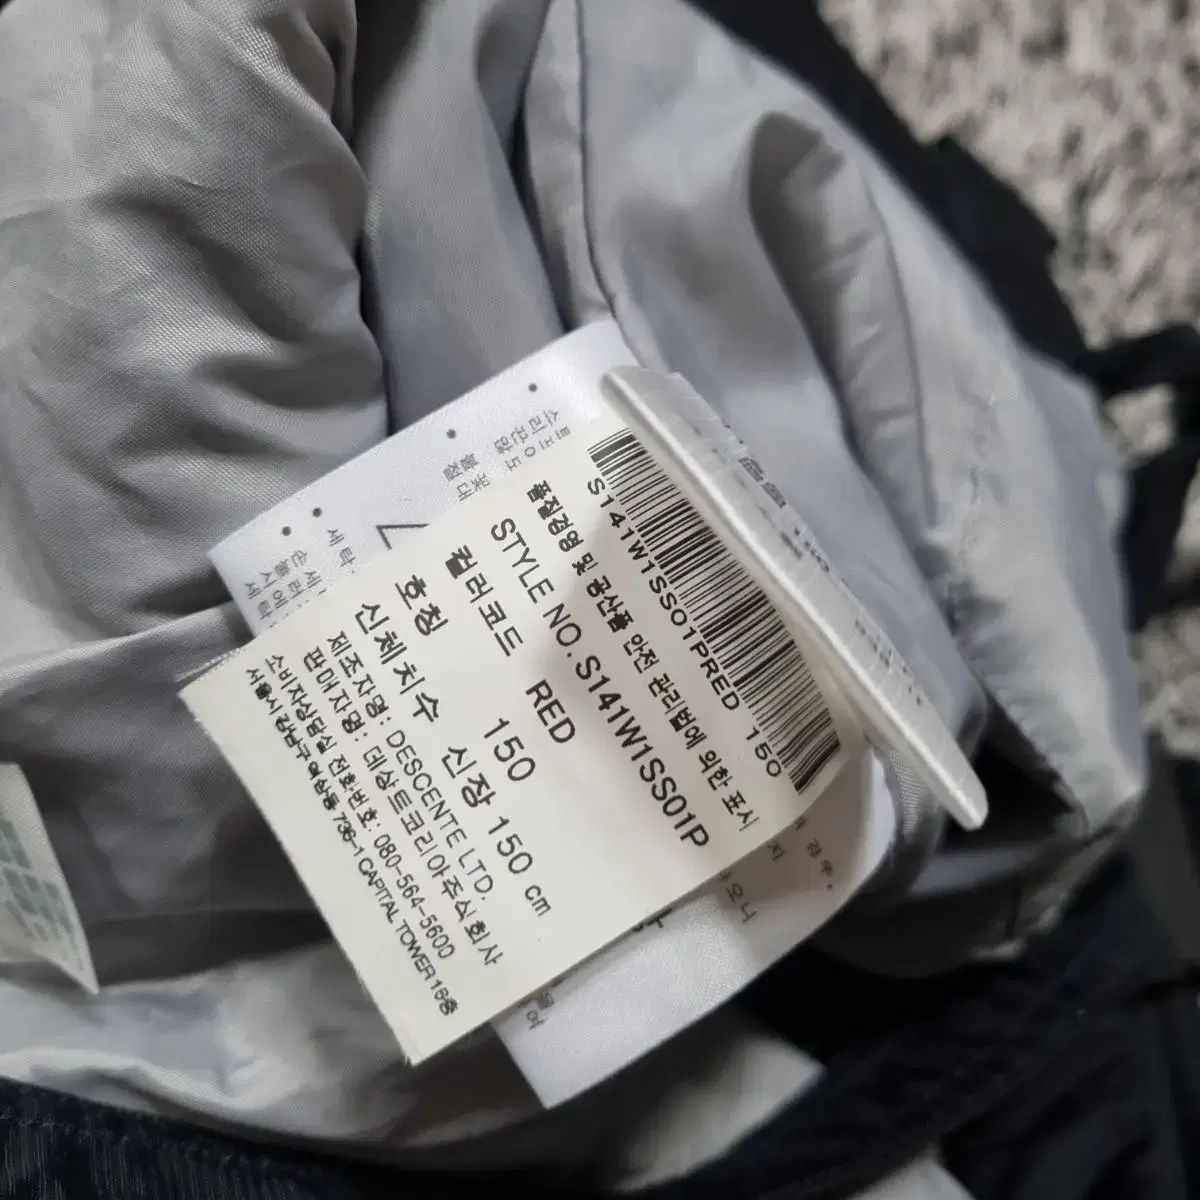 S141W1SS01PRED 150
품질경영 및 공산품 안전 관리법에 의한 표시
STYLE NO. S141W1SS01P
컬러코드 RED
호칭 150
신체치수 신장 150 cm
제조자명: DESCENTE LTD.
판매자명: 데상트코리아주식회사
소비자상담실 전화번호: 080-564-5600
서울시 강남구 역삼동 736-1 CAPITAL TOWER 16층
세탁